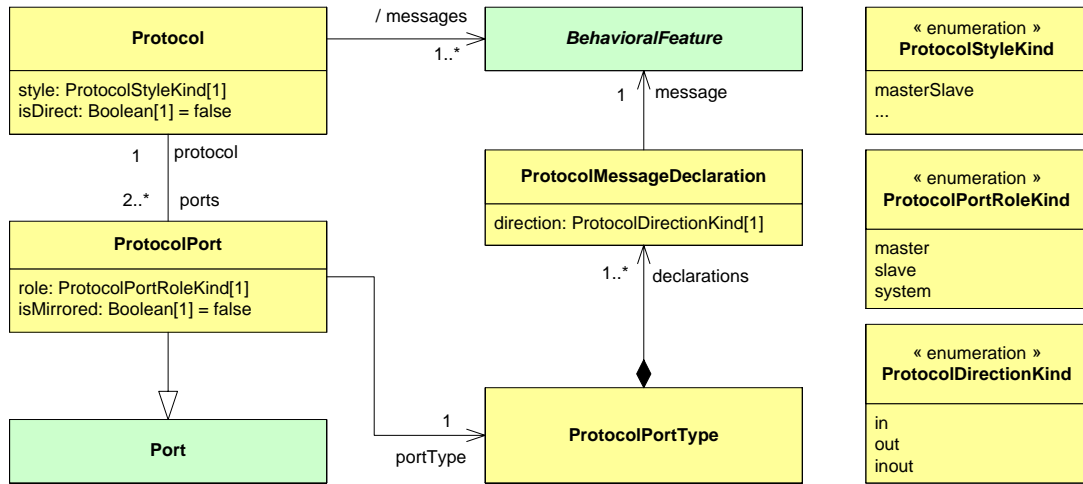 / messages
1..*
Protocol
style: ProtocolStyleKind[1]
isDirect: Boolean[1] = false
BehavioralFeature
« enumeration »
ProtocolStyleKind
masterSlave
...
1
protocol
2..*
ports
1
message
ProtocolMessageDeclaration
direction: ProtocolDirectionKind[1]
« enumeration »
ProtocolPortRoleKind
master
slave
system
ProtocolPort
role: ProtocolPortRoleKind[1]
isMirrored: Boolean[1] = false
1..*
declarations
« enumeration »
ProtocolDirectionKind
in
out
inout
Port
1
portType
ProtocolPortType